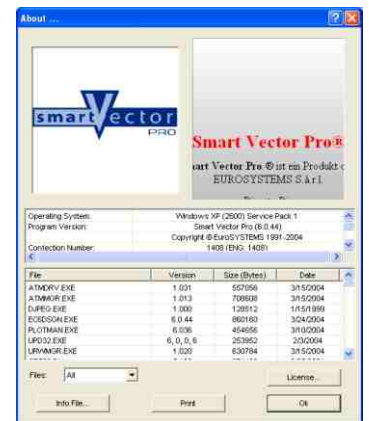 About ...
smart Vector
PRO
Smart Vector Pro®
art Vector Pro ® ist ein Produkt
EUROSYSTEMS S.à r.l.
Operating System: Windows XP (2600) Service Pack 1
Program Version: Smart Vector Pro (6.0.44)
Copyright © EuroSYSTEMS 1991-2004
Contection Number: 1408 (ENG: 1408)
File Version Size (Bytes) Date
ATMDRV.EXE 1.031 557056 3/15/2004
ATMMGR.EXE 1.013 708608 3/15/2004
DJPEG.EXE 1.000 128512 1/15/1999
EC6DSGN.EXE 6.0.44 860160 3/24/2004
PLOTMAN.EXE 6.036 454656 3/10/2004
UPD32.EXE 6, 0, 0, 6 253952 2/3/2004
URWMGR.EXE 1.020 630784 3/15/2004
Files: All
License...
Info File... Print Ok